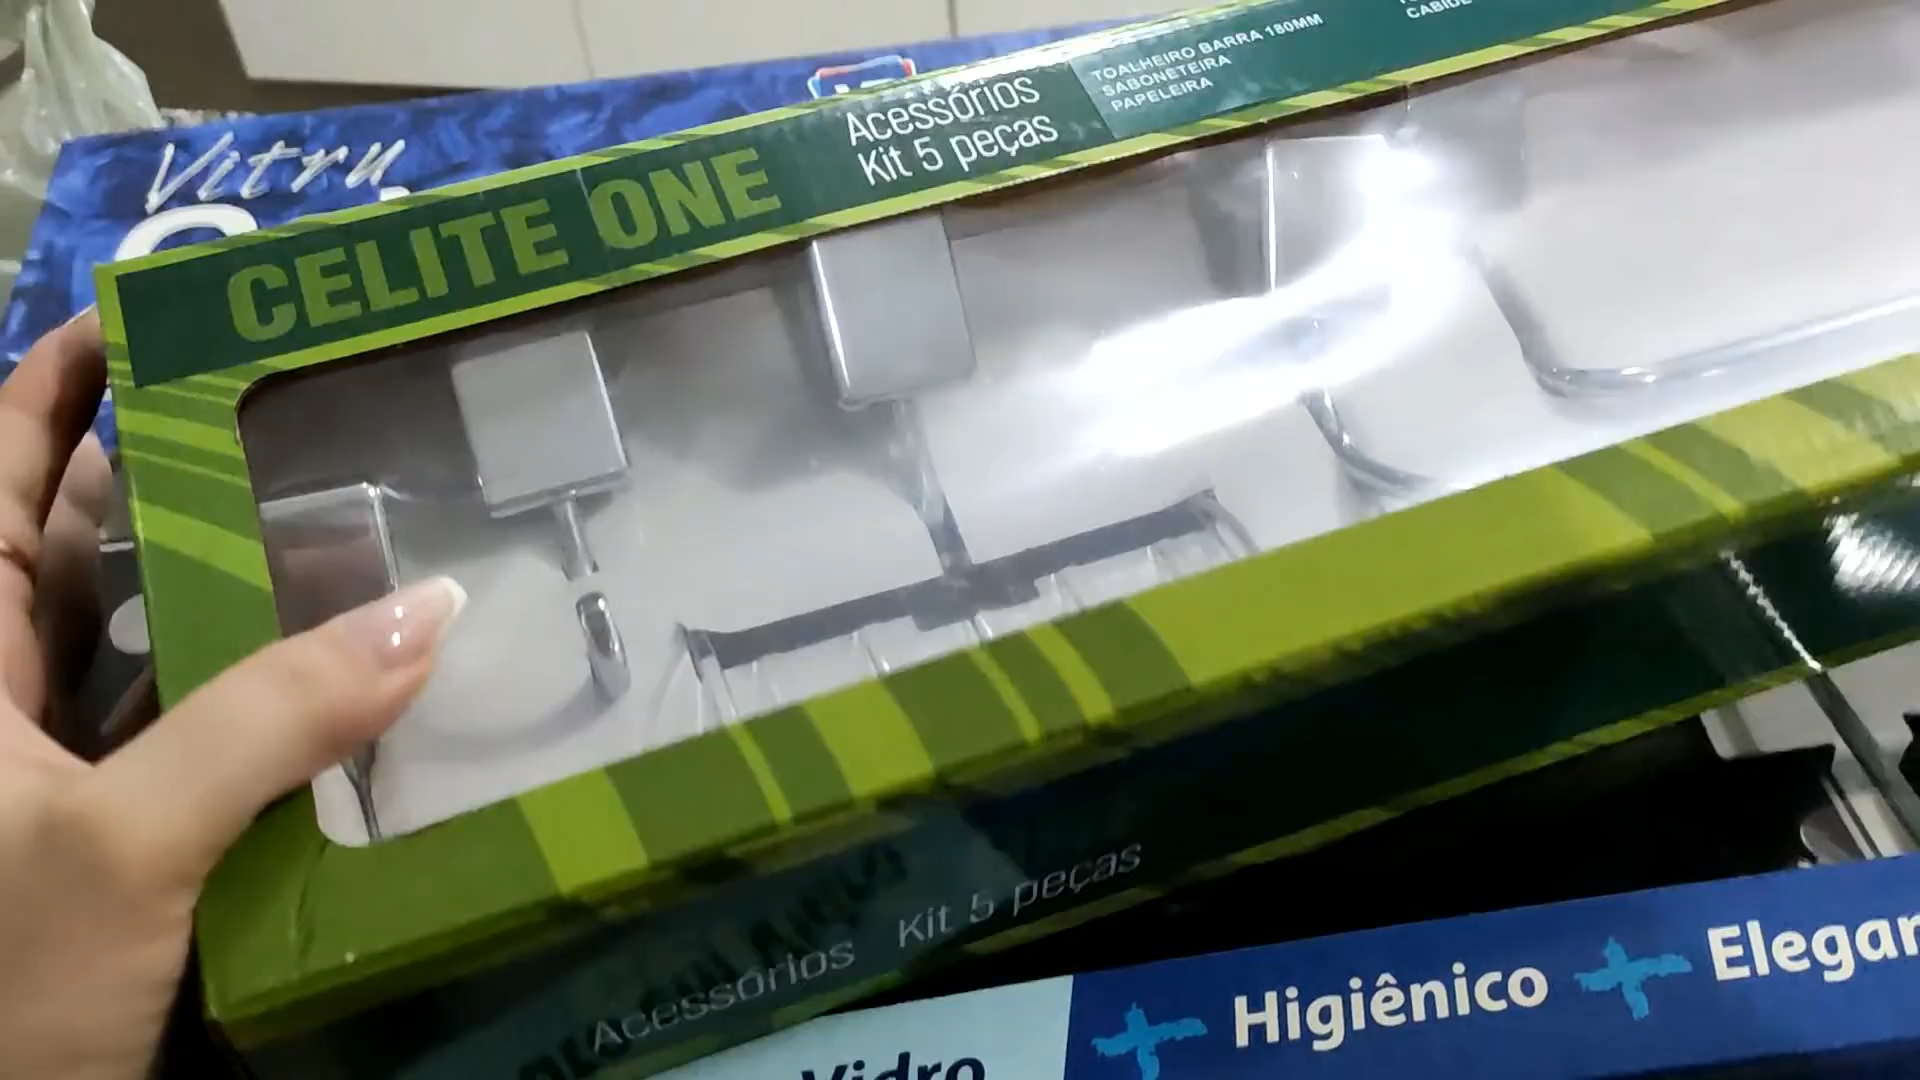 Vitru
CELITE ONE
Acessórios
Kit 5 peças
TOALHEIRO BARRA 180MM
SABONETEIRA
PAPELEIRA
CABIDE
Acessórios Kit 5 peças
Vidro
Higiênico
Elegan